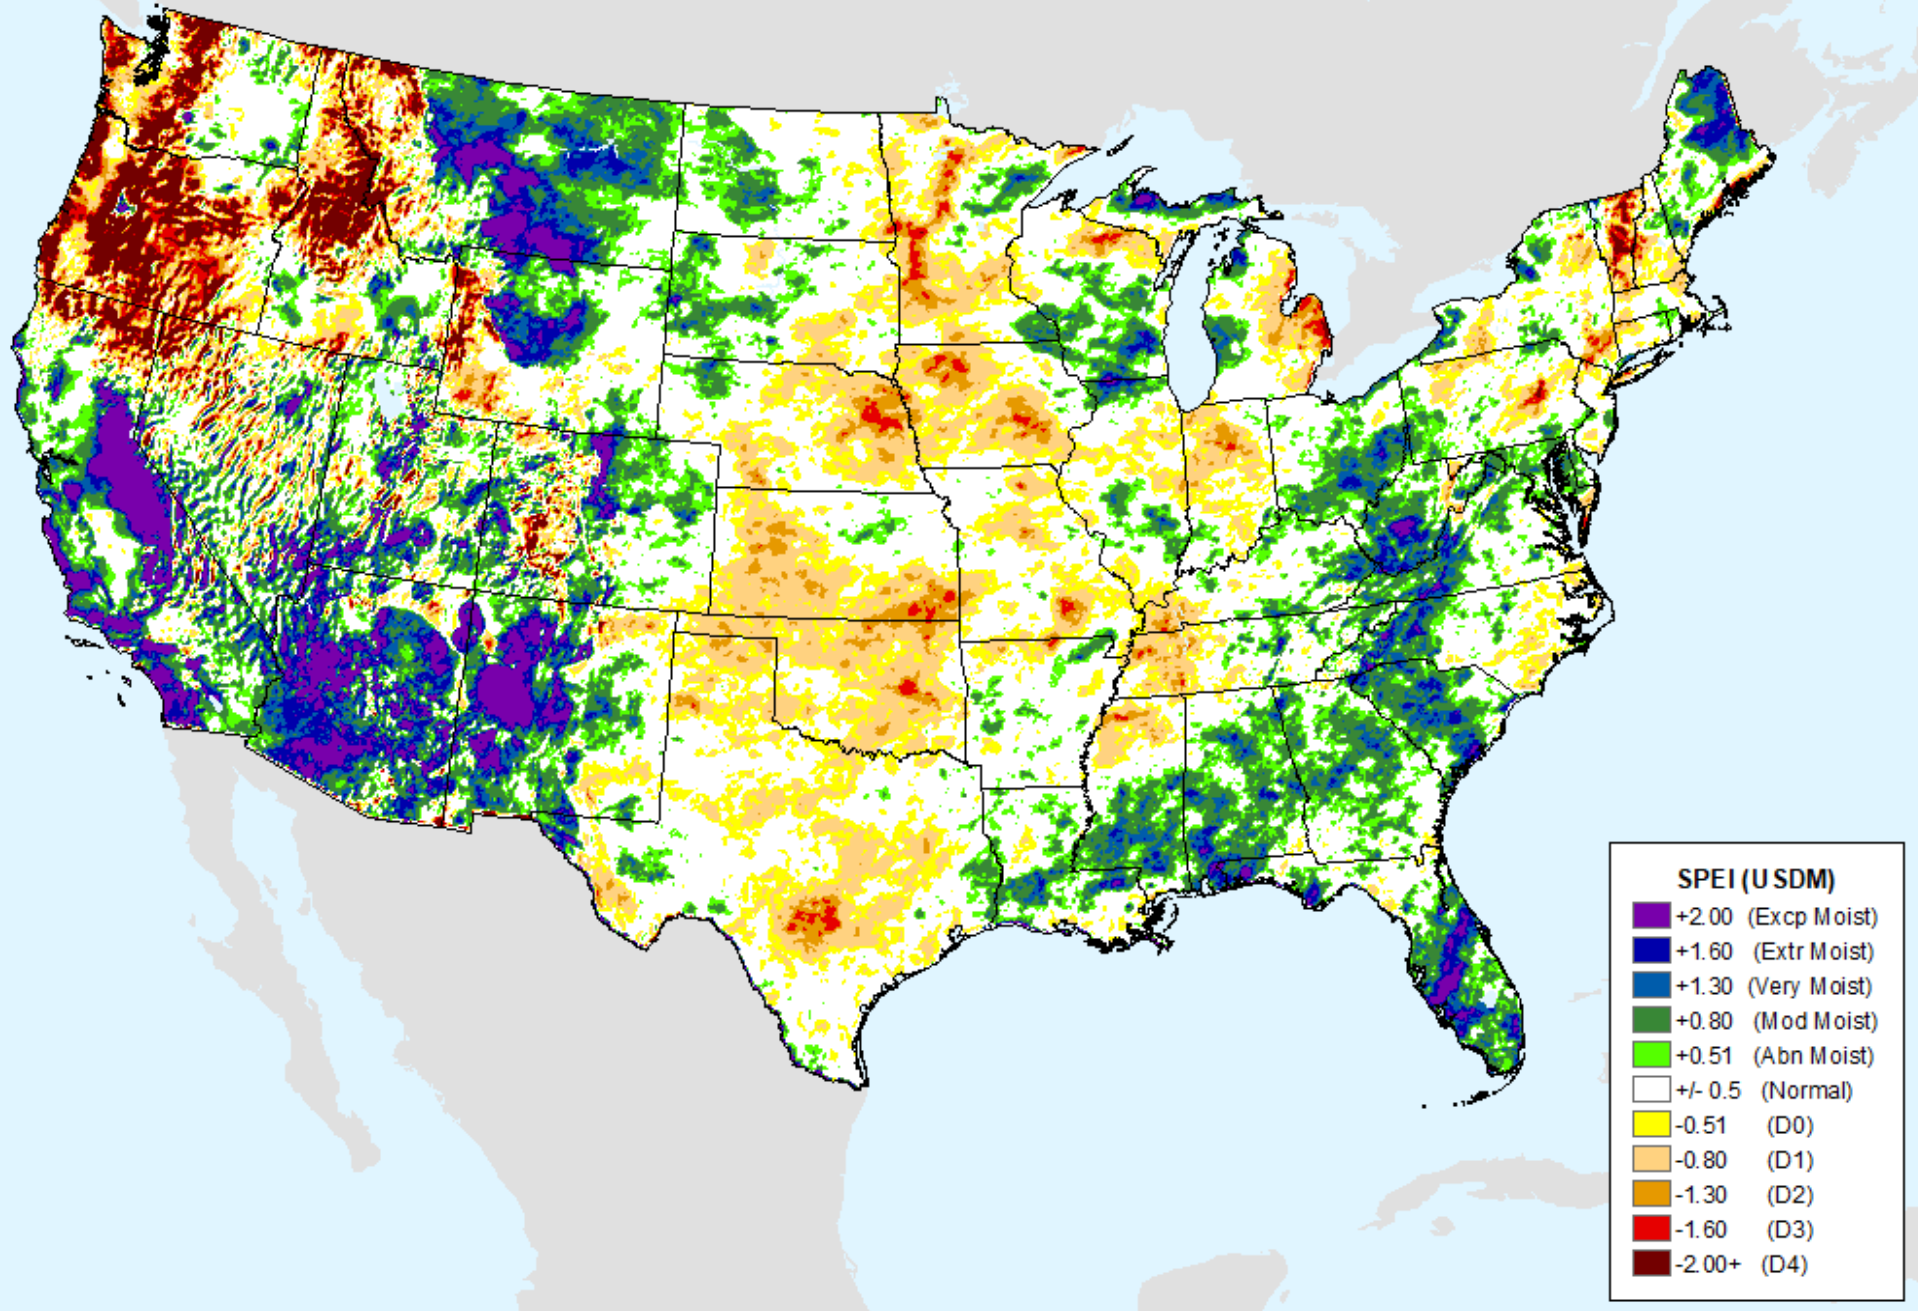 SPEI (USDM)
+2.00 (Excp Moist)
+1.60 (Extr Moist)
+1.30 (Very Moist)
+0.80 (Mod Moist)
+0.51 (Abn Moist)
+/- 0.5 (Normal)
-0.51 (D0)
-0.80 (D1)
-1.30 (D2)
-1.60 (D3)
-2.00+ (D4)